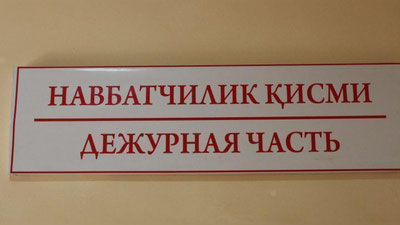 НАВБАТЧИЛИК ҚИСМИ
ДЕЖУРНАЯ ЧАСТЬ